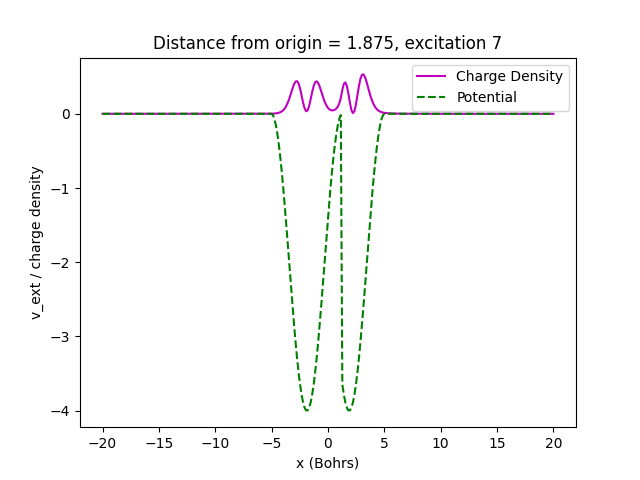 Distance from origin = 1.875, excitation 7
Charge Density
Potential
v_ext / charge density
0
−1
−2
−3
−4
−20
−15
−10
−5
0
5
10
15
20
x (Bohrs)